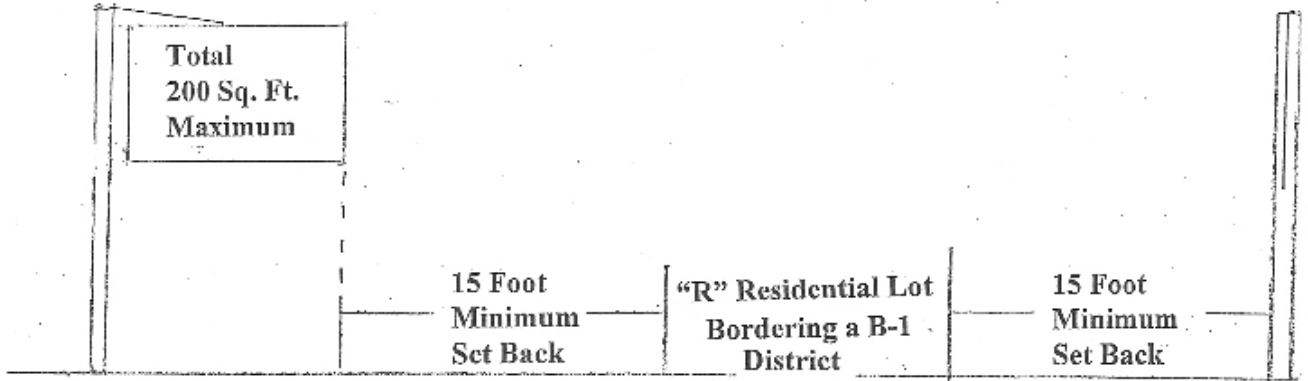 Total
200 Sq. Ft.
Maximum
15 Foot
Minimum
Set Back
“R” Residential Lot
Bordering a B-1
District
15 Foot
Minimum
Set Back